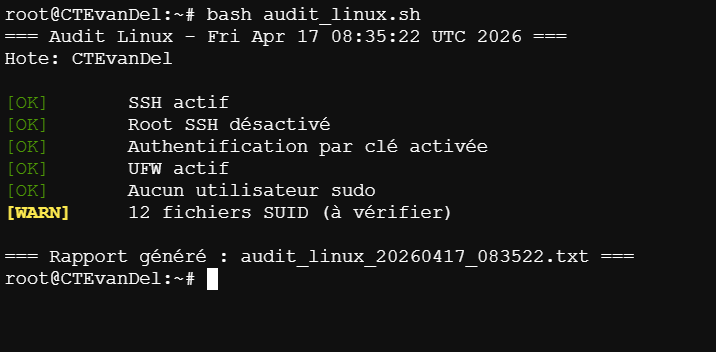 root@CTEvanDel:~# bash audit_linux.sh
=== Audit Linux - Fri Apr 17 08:35:22 UTC 2026 ===
Hote: CTEvanDel
[OK] SSH actif
[OK] Root SSH désactivé
[OK] Authentification par clé activée
[OK] UFW actif
[OK] Aucun utilisateur sudo
[WARN] 12 fichiers SUID (à vérifier)
=== Rapport généré : audit_linux_20260417_083522.txt ===
root@CTEvanDel:~#